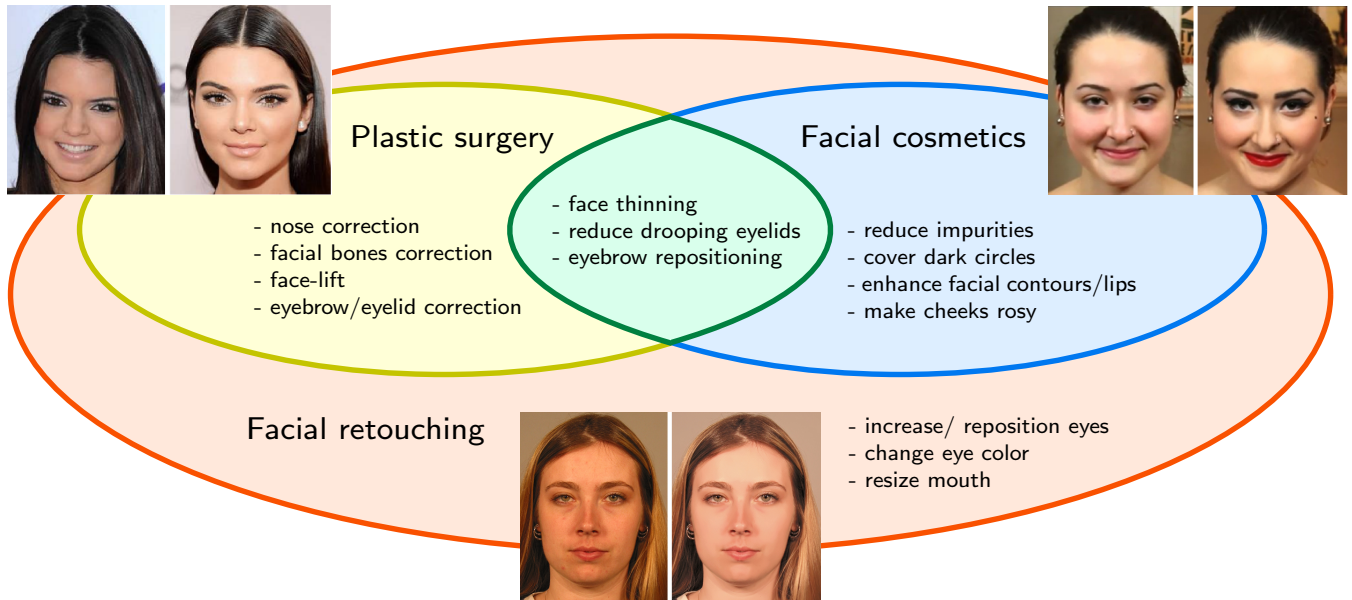 Plastic surgery
- nose correction
- facial bones correction
- face-lift
- eyebrow/eyelid correction
- face thinning
- reduce drooping eyelids
- eyebrow repositioning
Facial cosmetics
- reduce impurities
- cover dark circles
- enhance facial contours/lips
- make cheeks rosy
Facial retouching
- increase/ reposition eyes
- change eye color
- resize mouth